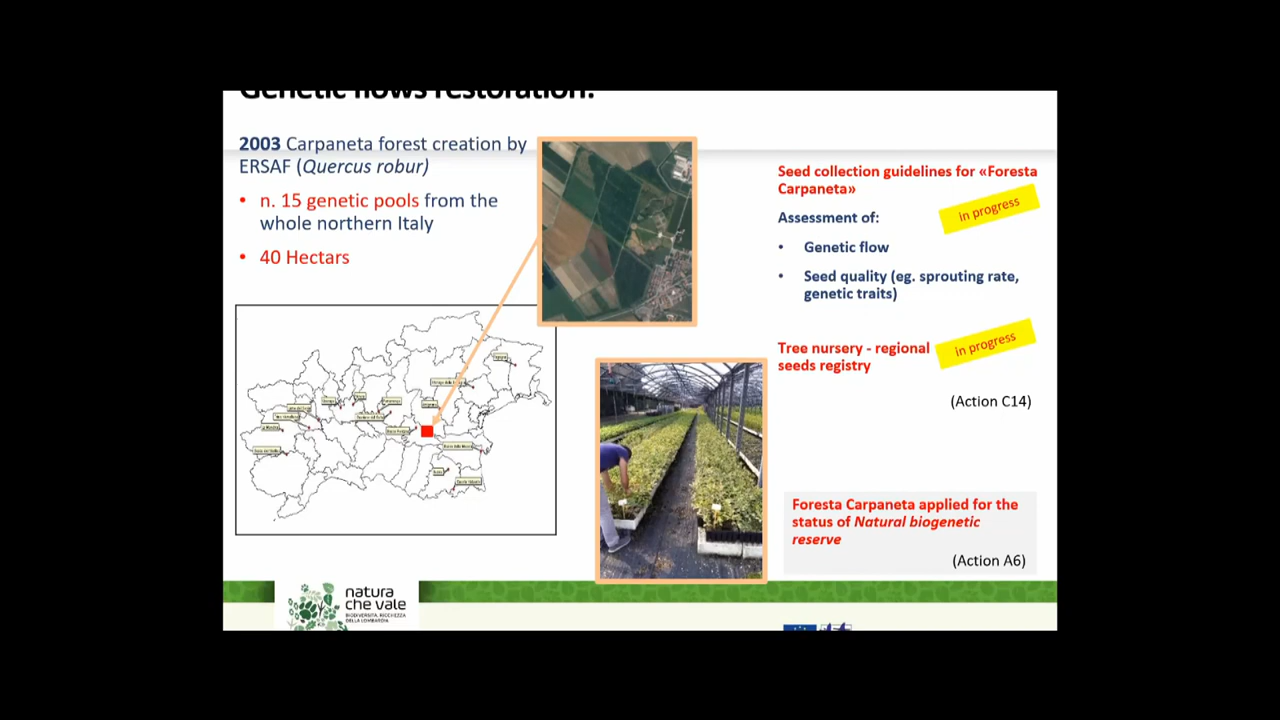 Genetic flows restoration:
2003 Carpaneta forest creation by
ERSAF (Quercus robur)
• n. 15 genetic pools from the
whole northern Italy
• 40 Hectars
Seed collection guidelines for «Foresta
Carpaneta»
in progress
Assessment of:
• Genetic flow
• Seed quality (eg. sprouting rate,
genetic traits)
Tree nursery - regional
seeds registry
in progress
(Action C14)
Foresta Carpaneta applied for the
status of Natural biogenetic
reserve
(Action A6)
natura
che vale
BIODIVERSITÀ, RICCHEZZA
DELLA LOMBARDIA